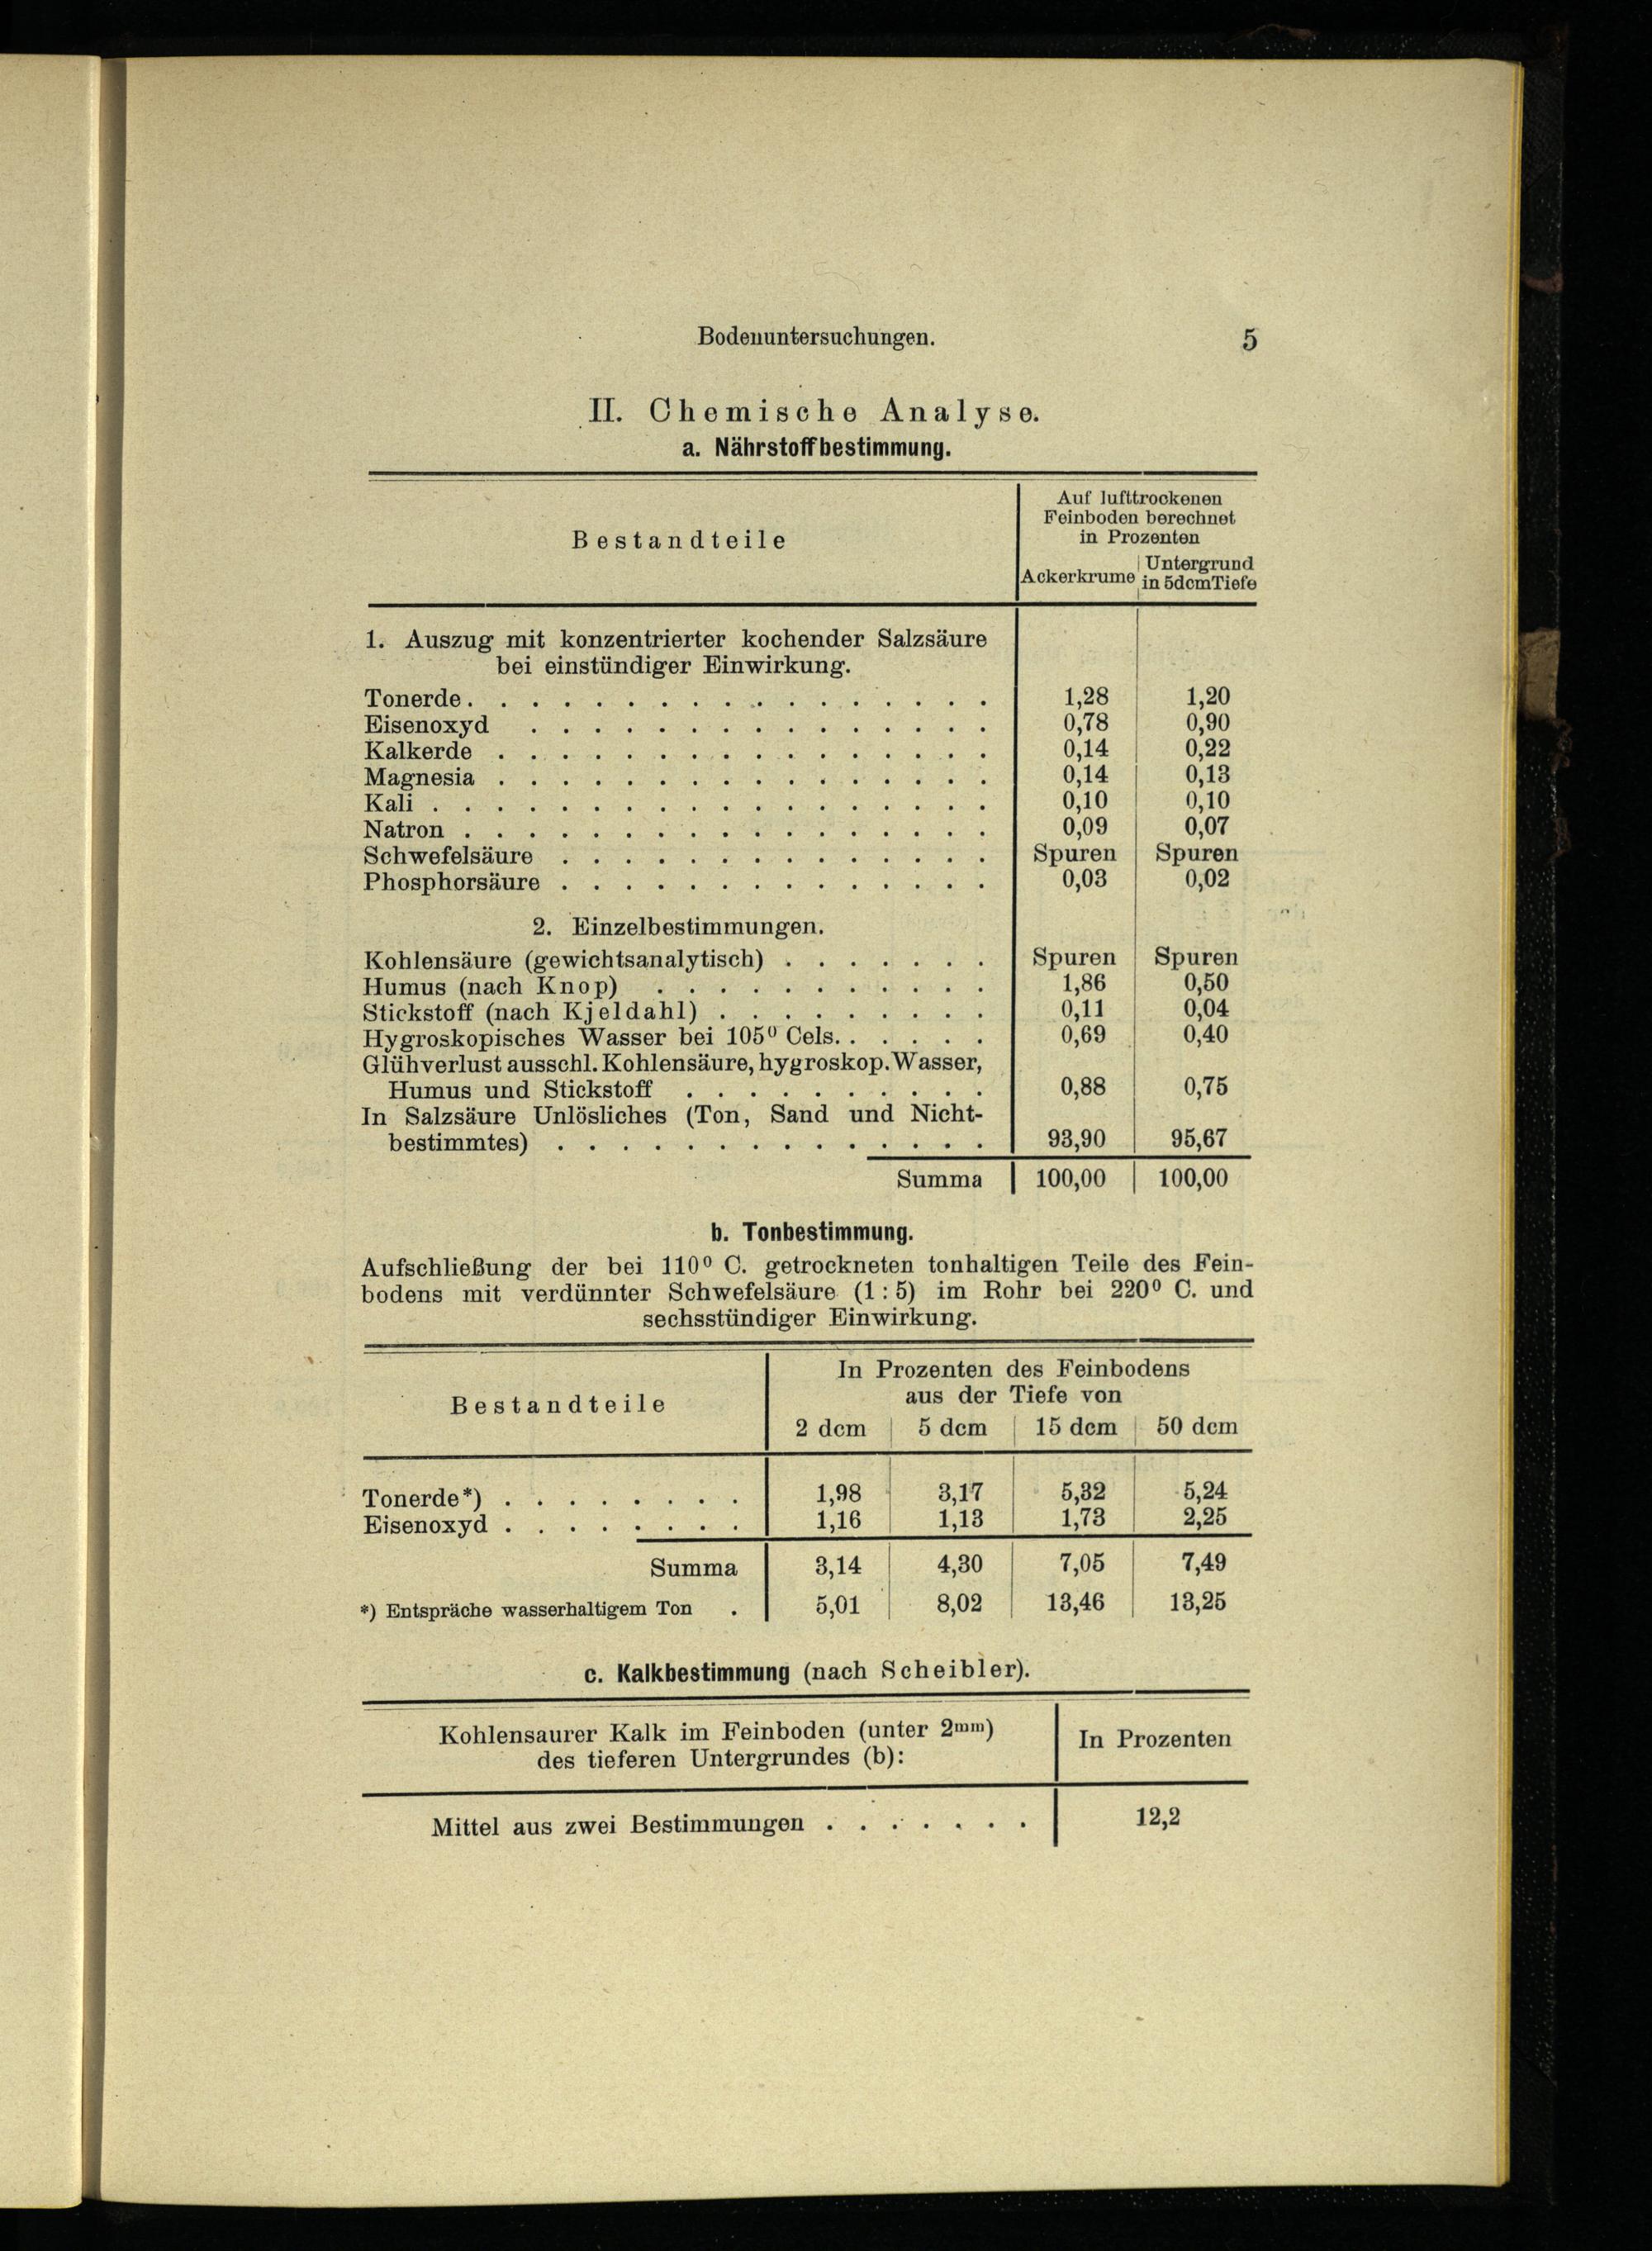 Bodenuntersuchungen. 5
II. Chemische Analyse.
a. Nährstoffbestimmung.
Bestandteile
Auf lufttrockenen
Feinboden berechnet
in Prozenten
Ackerkrume
Untergrund
in 5dcmTiefe
1. Auszug mit konzentrierter kochender Salzsäure
bei einstündiger Einwirkung.
Tonerde . . . . . . . . . . . . . . . . . 1,28 1,20
Eisenoxyd . . . . . . . . . . . . . . . 0,78 0,90
Kalkerde . . . . . . . . . . . . . . . . 0,14 0,22
Magnesia . . . . . . . . . . . . . . . . 0,14 0,13
Kali . . . . . . . . . . . . . . . . . . 0,10 0,10
Natron . . . . . . . . . . . . . . . . . 0,09 0,07
Schwefelsäure . . . . . . . . . . . . . . Spuren Spuren
Phosphorsäure . . . . . . . . . . . . . . 0,03 0,02
2. Einzelbestimmungen.
Kohlensäure (gewichtsanalytisch) . . . . . . . Spuren Spuren
Humus (nach Knop) . . . . . . . . . . . 1,86 0,50
Stickstoff (nach Kjeldahl) . . . . . . . . . 0,11 0,04
Hygroskopisches Wasser bei 105⁰ Cels. . . . . . 0,69 0,40
Glühverlust ausschl. Kohlensäure, hygroskop. Wasser,
Humus und Stickstoff . . . . . . . . . . 0,88 0,75
In Salzsäure Unlösliches (Ton, Sand und Nicht-
bestimmtes) . . . . . . . . . . . . . . 93,90 95,67
Summa 100,00 100,00
b. Tonbestimmung.
Aufschließung der bei 110⁰ C. getrockneten tonhaltigen Teile des Fein-
bodens mit verdünnter Schwefelsäure (1 : 5) im Rohr bei 220⁰ C. und
sechsstündiger Einwirkung.
Bestandteile
In Prozenten des Feinbodens
aus der Tiefe von
2 dcm 5 dcm 15 dcm 50 dcm
Tonerde*) . . . . . . . . 1,98 3,17 5,32 5,24
Eisenoxyd . . . . . . . . 1,16 1,13 1,73 2,25
Summa 3,14 4,30 7,05 7,49
*) Entspräche wasserhaltigem Ton . 5,01 8,02 13,46 13,25
c. Kalkbestimmung (nach Scheibler).
Kohlensaurer Kalk im Feinboden (unter 2mm)
des tieferen Untergrundes (b):
In Prozenten
Mittel aus zwei Bestimmungen . . . . . . . 12,2